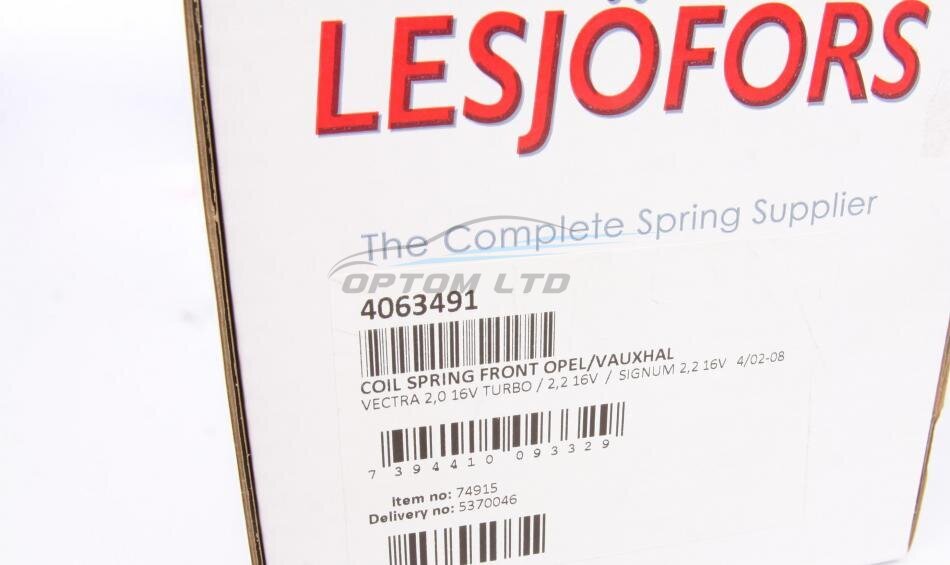 LESJÖFORS
The Complete Spring Supplier
OPTOM LTD
4063491
COIL SPRING FRONT OPEL/VAUXHAL
VECTRA 2,0 16V TURBO / 2,2 16V / SIGNUM 2,2 16V 4/02-08
7 394410 093329
Item no: 74915
Delivery no: 5370046